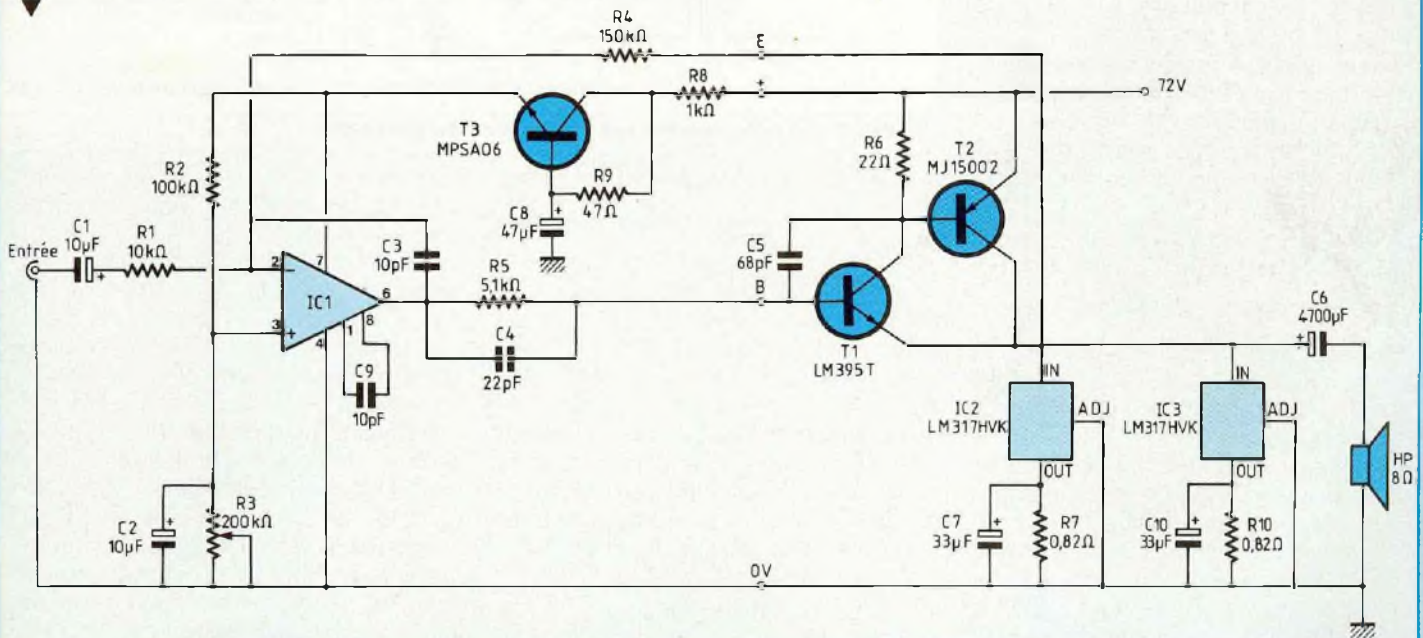 R4
150kΩ
E
R8
1kΩ
+
72V
T3
MPSA06
R9
47Ω
C8
+
47µF
R6
22Ω
T2
MJ15002
R2
100kΩ
C1
10µF
R1
10kΩ
+
Entrée
C3
10pF
R5
5,1kΩ
C5
68pF
B
2
-
7
IC1
6
3
+
4
1
8
C4
22pF
C9
10pF
T1
LM395T
C6
4700µF
+
IN
IC2
LM317HVK
ADJ
OUT
IN
IC3
LM317HVK
ADJ
OUT
HP
8Ω
C2
10µF
+
R3
200kΩ
C7
33µF
+
R7
0,82Ω
C10
33µF
+
R10
0,82Ω
0V